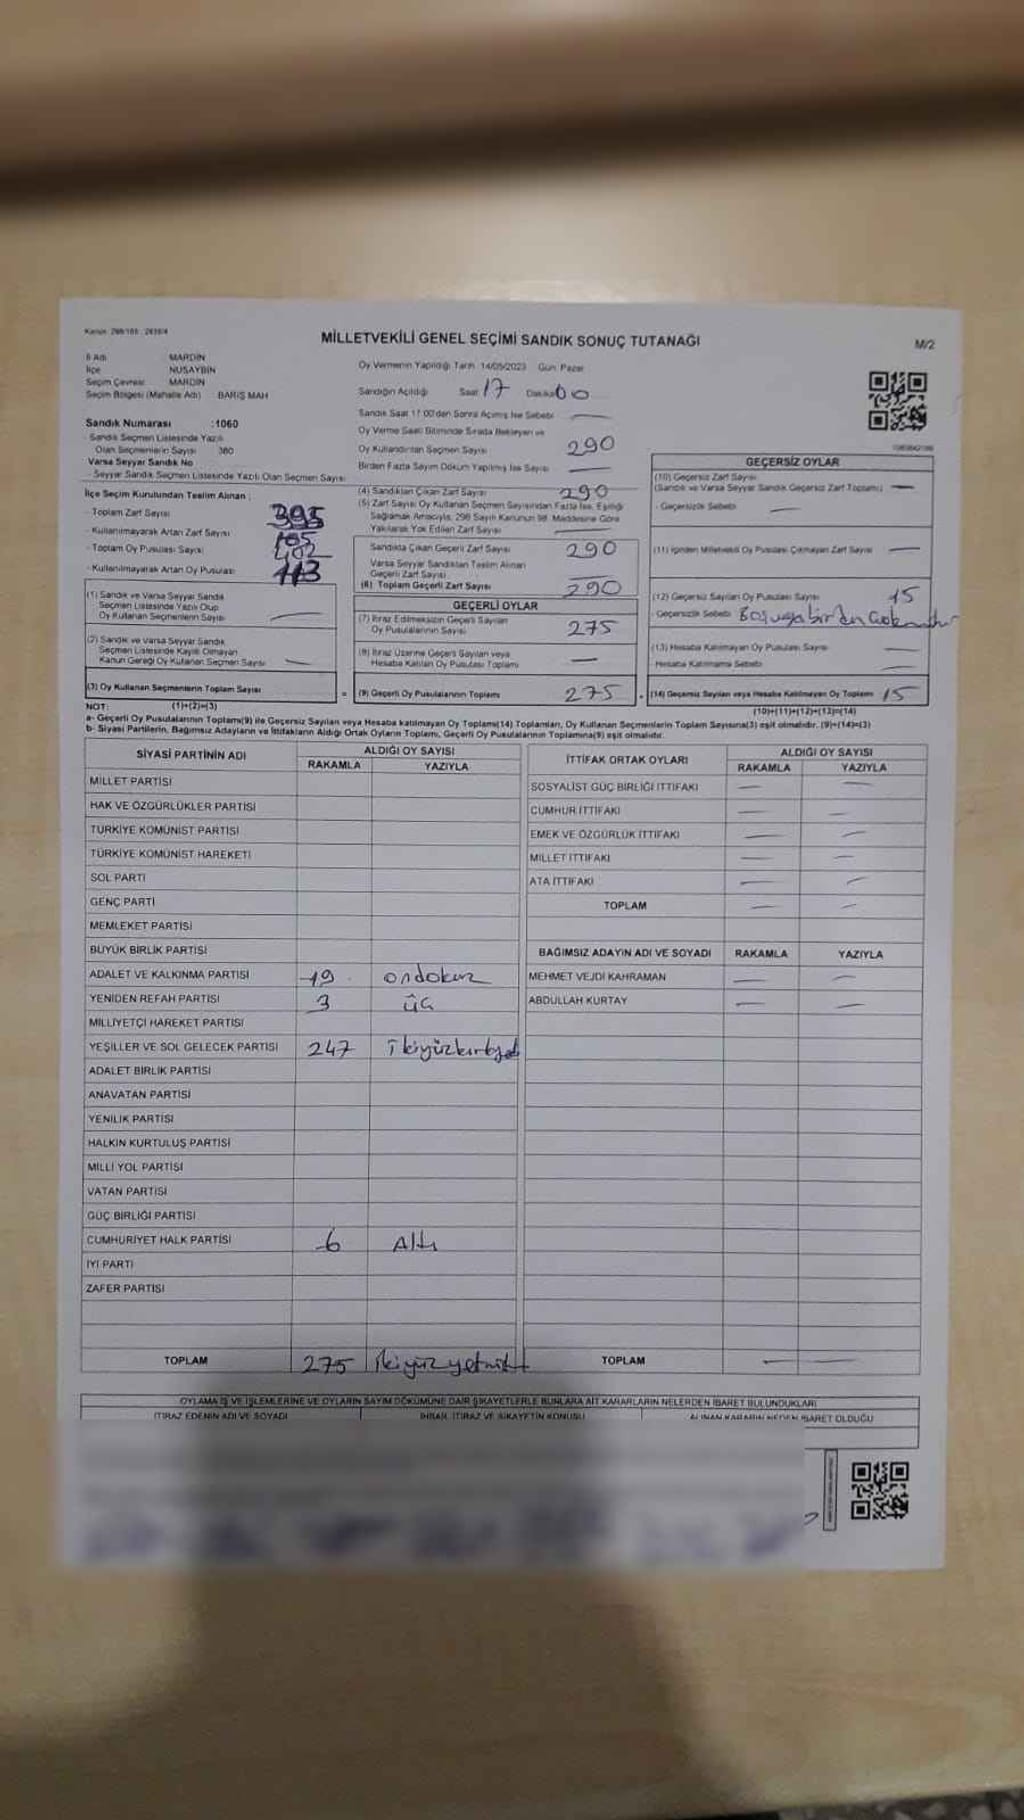 Kanun: 298/105 - 2839/4
MİLLETVEKİLİ GENEL SEÇİMİ SANDIK SONUÇ TUTANAĞI
M/2
İl Adı MARDİN
İlçe NUSAYBİN
Seçim Çevresi MARDİN
Seçim Bölgesi (Mahalle Adı) BARIŞ MAH
Sandık Numarası :1060
Sandık Seçmen Listesinde Yazılı
Olan Seçmenlerin Sayısı 380
Varsa Seyyar Sandık No
Seyyar Sandık Seçmen Listesinde Yazılı Olan Seçmen Sayısı
İlçe Seçim Kurulundan Teslim Alınan :
- Toplam Zarf Sayısı 395
- Kullanılmayarak Artan Zarf Sayısı 105
- Toplam Oy Pusulası Sayısı
- Kullanılmayarak Artan Oy Pusulası 113
(1) Sandık ve Varsa Seyyar Sandık
Seçmen Listesinde Yazılı Olup
Oy Kullanan Seçmenlerin Sayısı —
(2) Sandık ve Varsa Seyyar Sandık
Seçmen Listesinde Kayıtlı Olmayan
Kanun Gereği Oy Kullanan Seçmen Sayısı —
(3) Oy Kullanan Seçmenlerin Toplam Sayısı
Oy Vermenin Yapıldığı Tarih 14/05/2023 Gün Pazar
Sandığın Açıldığı Saat 17 Dakika 00
Sandık Saat 17:00'den Sonra Açılmış İse Sebebi —
Oy Verme Saati Bitiminde Sırada Bekleyen ve
Oy Kullandırılan Seçmen Sayısı 290
Birden Fazla Sayım Döküm Yapılmış İse Sayısı —
(4) Sandıktan Çıkan Zarf Sayısı 290
(5) Zarf Sayısı Oy Kullanan Seçmen Sayısından Fazla İse, Eşitliği
Sağlamak Amacıyla, 298 Sayılı Kanunun 98. Maddesine Göre
Yakılarak Yok Edilen Zarf Sayısı —
Sandıkta Çıkan Geçerli Zarf Sayısı 290
Varsa Seyyar Sandıktan Teslim Alınan
Geçerli Zarf Sayısı —
(6) Toplam Geçerli Zarf Sayısı 290
GEÇERLİ OYLAR
(7) İtiraz Edilmeksizin Geçerli Sayılan
Oy Pusulalarının Sayısı 275
(8) İtiraz Üzerine Geçerli Sayılan veya
Hesaba Katılan Oy Pusulası Toplamı —
= (9) Geçerli Oy Pusulalarının Toplamı 275
GEÇERSİZ OYLAR
(10) Geçersiz Zarf Sayısı
(Sandık ve Varsa Seyyar Sandık Geçersiz Zarf Toplamı) —
- Geçersizlik Sebebi —
(11) İçinden Milletvekili Oy Pusulası Çıkmayan Zarf Sayısı —
(12) Geçersiz Sayılan Oy Pusulası Sayısı 15
Geçersizlik Sebebi
(13) Hesaba Katılmayan Oy Pusulası Sayısı —
Hesaba Katılmama Sebebi —
(14) Geçersiz Sayılan veya Hesaba Katılmayan Oy Toplamı 15
NOT: (1)+(2)=(3) (10)+(11)+(12)+(13)=(14)
a- Geçerli Oy Pusulalarının Toplamı(9) ile Geçersiz Sayılan veya Hesaba katılmayan Oy Toplamı(14) Toplamları, Oy Kullanan Seçmenlerin Toplam Sayısına(3) eşit olmalıdır. (9)+(14)=(3)
b- Siyasi Partilerin, Bağımsız Adayların ve İttifakların Aldığı Ortak Oyların Toplamı, Geçerli Oy Pusulalarının Toplamına(9) eşit olmalıdır.
SİYASİ PARTİNİN ADI ALDIĞI OY SAYISI
RAKAMLA YAZIYLA
MİLLET PARTİSİ
HAK VE ÖZGÜRLÜKLER PARTİSİ
TÜRKİYE KOMÜNİST PARTİSİ
TÜRKİYE KOMÜNİST HAREKETİ
SOL PARTİ
GENÇ PARTİ
MEMLEKET PARTİSİ
BÜYÜK BİRLİK PARTİSİ
ADALET VE KALKINMA PARTİSİ 19 ondokuz
YENİDEN REFAH PARTİSİ 3 üç
MİLLİYETÇİ HAREKET PARTİSİ
YEŞİLLER VE SOL GELECEK PARTİSİ 247 ikiyüzkırkyedi
ADALET BİRLİK PARTİSİ
ANAVATAN PARTİSİ
YENİLİK PARTİSİ
HALKIN KURTULUŞ PARTİSİ
MİLLİ YOL PARTİSİ
VATAN PARTİSİ
GÜÇ BİRLİĞİ PARTİSİ
CUMHURİYET HALK PARTİSİ 6 Altı
İYİ PARTİ
ZAFER PARTİSİ
TOPLAM 275
İTTİFAK ORTAK OYLARI ALDIĞI OY SAYISI
RAKAMLA YAZIYLA
SOSYALİST GÜÇ BİRLİĞİ İTTİFAKI — —
CUMHUR İTTİFAKI — —
EMEK VE ÖZGÜRLÜK İTTİFAKI — —
MİLLET İTTİFAKI — —
ATA İTTİFAKI — —
TOPLAM — —
BAĞIMSIZ ADAYIN ADI VE SOYADI RAKAMLA YAZIYLA
MEHMET VEJDİ KAHRAMAN — —
ABDULLAH KURTAY — —
TOPLAM — —
OYLAMA İŞ VE İŞLEMLERİNE VE OYLARIN SAYIM DÖKÜMÜNE DAİR ŞİKAYETLERLE BUNLARA AİT KARARLARIN NELERDEN İBARET BULUNDUKLARI
İTİRAZ EDENİN ADI VE SOYADI İHBAR, İTİRAZ VE ŞİKAYETİN KONUSU ALINAN KARARIN NEDEN İBARET OLDUĞU